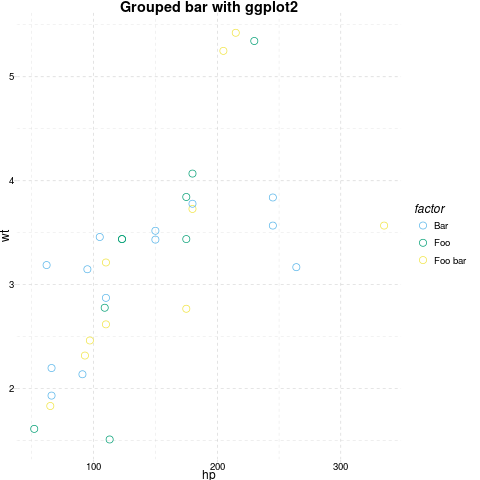 Grouped bar with ggplot2
5
4
3
2
wt
100
200
300
hp
factor
Bar
Foo
Foo bar